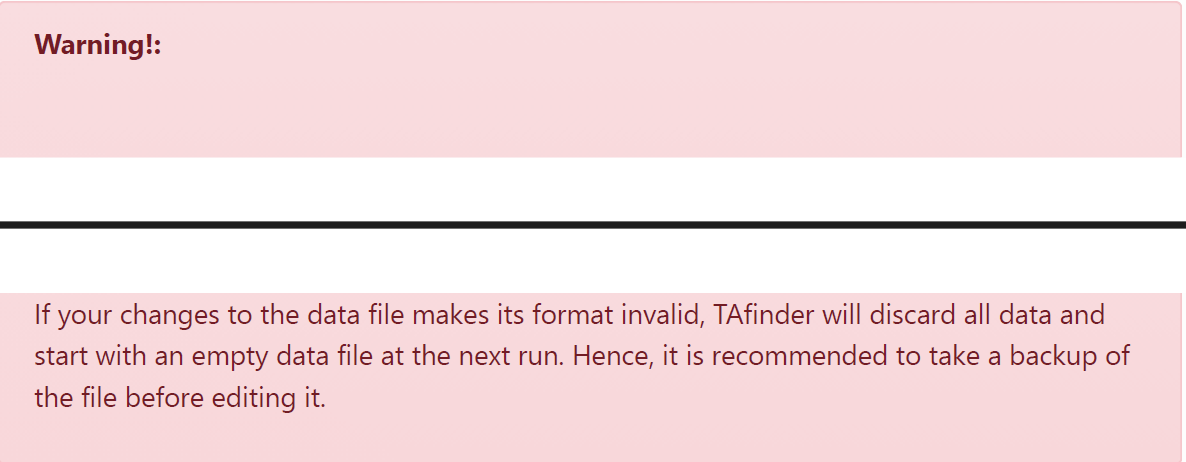 Warning!:
If your changes to the data file makes its format invalid, TAfinder will discard all data and
start with an empty data file at the next run. Hence, it is recommended to take a backup of
the file before editing it.